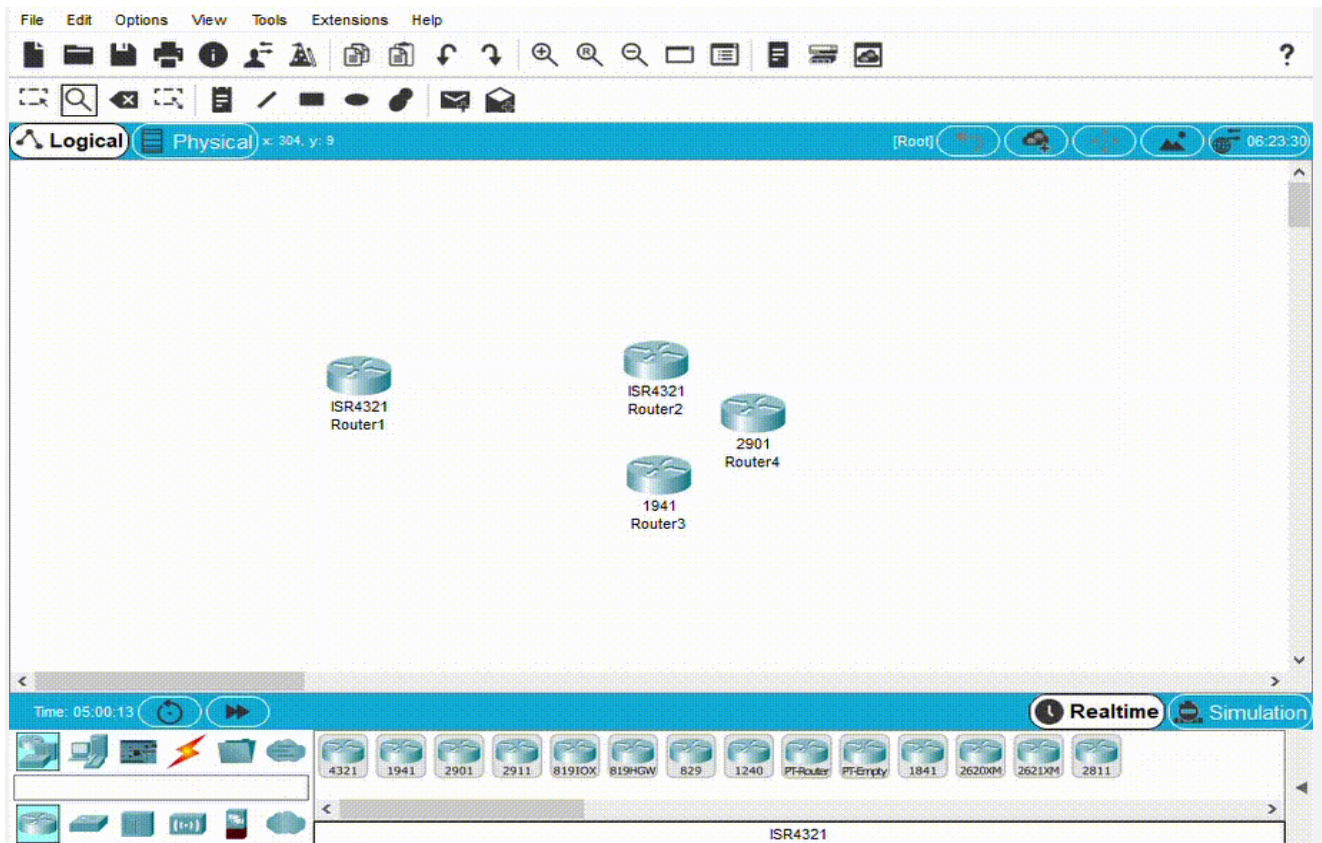 File Edit Options View Tools Extensions Help
?
Logical Physical x: 304, y: 9 [Root] 06:23:30
ISR4321
Router1
ISR4321
Router2
2901
Router4
1941
Router3
Time: 05:00:13 Realtime Simulation
4321 1941 2901 2911 819IOX 819HGW 829 1240 PT-Router PT-Empty 1841 2620XM 2621XM 2811
ISR4321